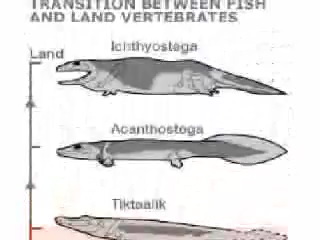 TRANSITION BETWEEN FISH
AND LAND VERTEBRATES
Ichthyostega
Land
Acanthostega
Tiktaalik